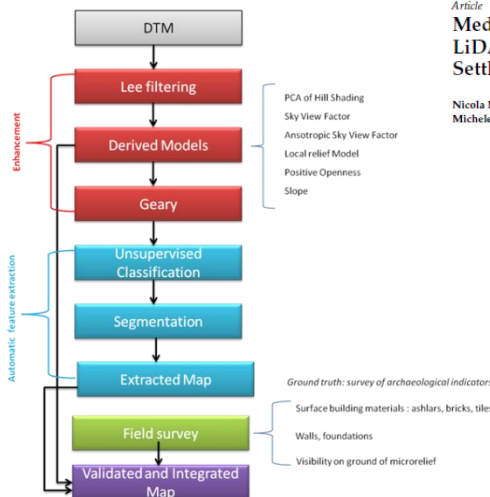 Article
LiDA
Nicola
Michele
DTM
Lee filtering
Enhancement
PCA of Hill Shading
Sky View Factor
Ansotropic Sky View Factor
Local relief Model
Positive Openness
Slope
Derived Models
Geary
Unsupervised
Classification
Automatic feature extraction
Segmentation
Extracted Map
Ground truth: survey of archaeological indicators
Surface building materials : ashlars, bricks, tiles
Field survey
Walls, foundations
Visibility on ground of microrelief
Validated and Integrated
Map